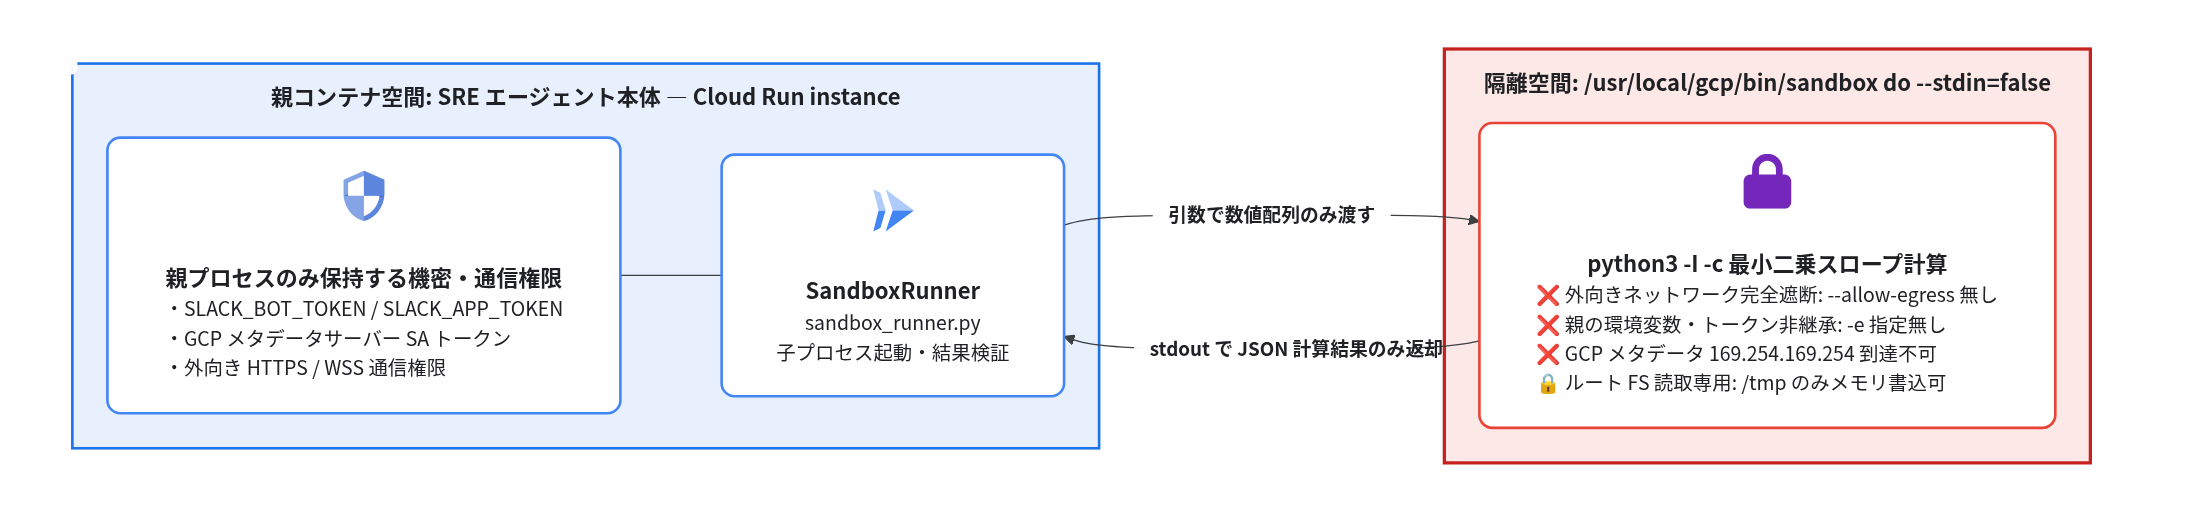 親コンテナ空間: SRE エージェント本体 — Cloud Run instance
親プロセスのみ保持する機密・通信権限
・SLACK_BOT_TOKEN / SLACK_APP_TOKEN
・GCP メタデータサーバー SA トークン
・外向き HTTPS / WSS 通信権限
SandboxRunner
sandbox_runner.py
子プロセス起動・結果検証
引数で数値配列のみ渡す
stdout で JSON 計算結果のみ返却
隔離空間: /usr/local/gcp/bin/sandbox do --stdin=false
python3 -I -c 最小二乗スロープ計算
❌ 外向きネットワーク完全遮断: --allow-egress 無し
❌ 親の環境変数・トークン非継承: -e 指定無し
❌ GCP メタデータ 169.254.169.254 到達不可
🔒 ルート FS 読取専用: /tmp のみメモリ書込可